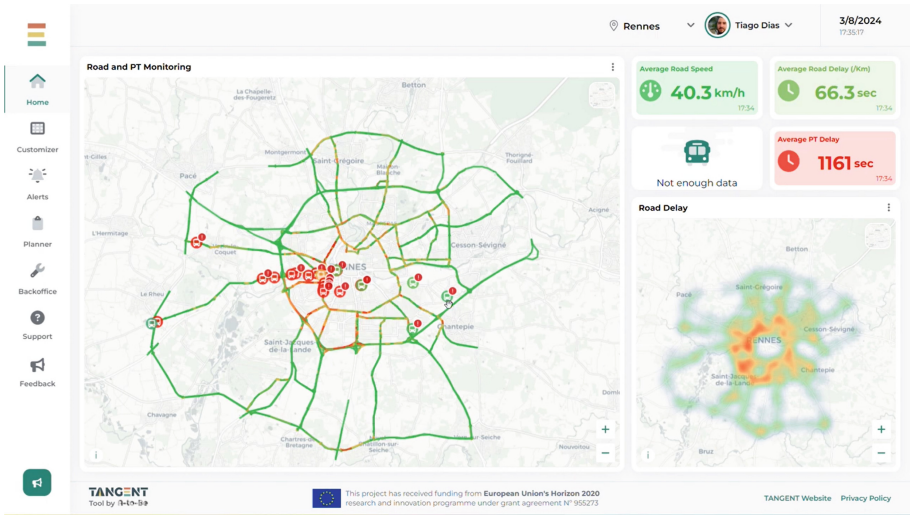 Rennes
Tiago Dias
3/8/2024
17:35:17
Home
Customizer
Alerts
Planner
Backoffice
Support
Feedback
Road and PT Monitoring
Betton
La Chapelle
des-Fougeretz
Montgermont
Saint-Grégoire
Maison-
Blanche
Thorigné-
Fouillard
Pacé
Acigné
L'Hermitage
Cesson-Sévigné
Le Rheu
Chantepie
Saint-Jacques
de-la-Lande
Chavagne
Chartres-de-
Bretagne
Seiche
Nouvoitou
i
+
−
Average Road Speed
40.3 km/h
17:34
Average Road Delay (/Km)
66.3 sec
17:34
Not enough data
Average PT Delay
1161 sec
17:34
Road Delay
Betton
Saint-Grégoire
Pacé
Cesson-Sévigné
Chantepie
Bruz
i
+
−
TANGENT
Tool by
This project has received funding from European Union's Horizon 2020
research and innovation programme under grant agreement N° 955273
TANGENT Website
Privacy Policy